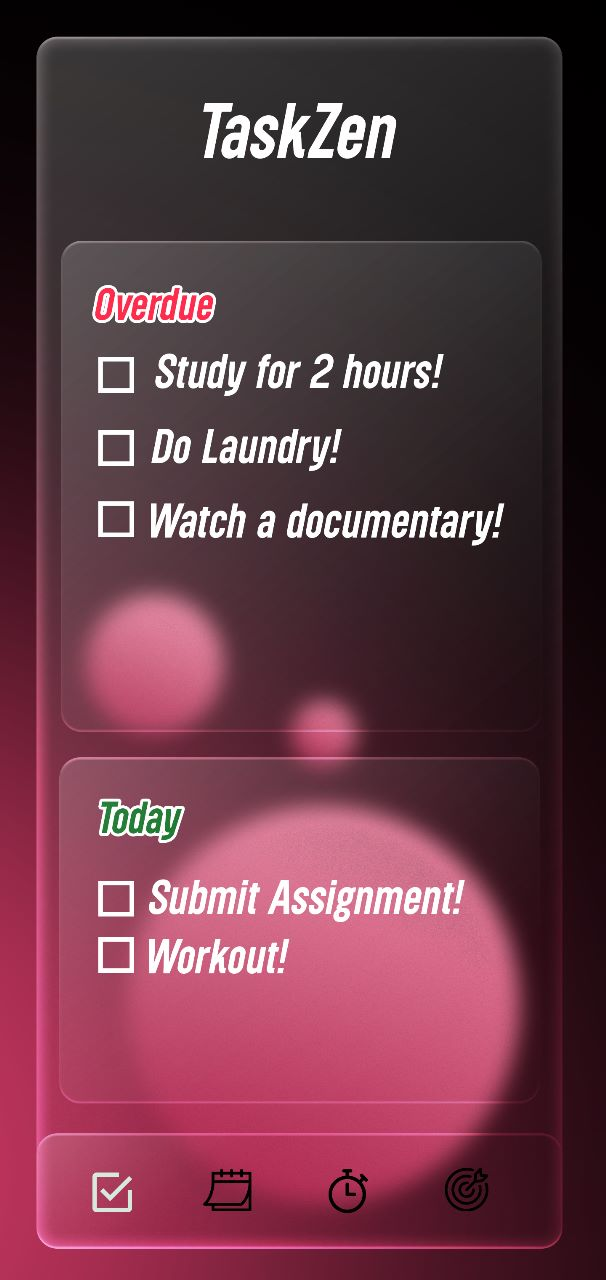 TaskZen
Overdue
Study for 2 hours!
Do Laundry!
Watch a documentary!
Today
Submit Assignment!
Workout!